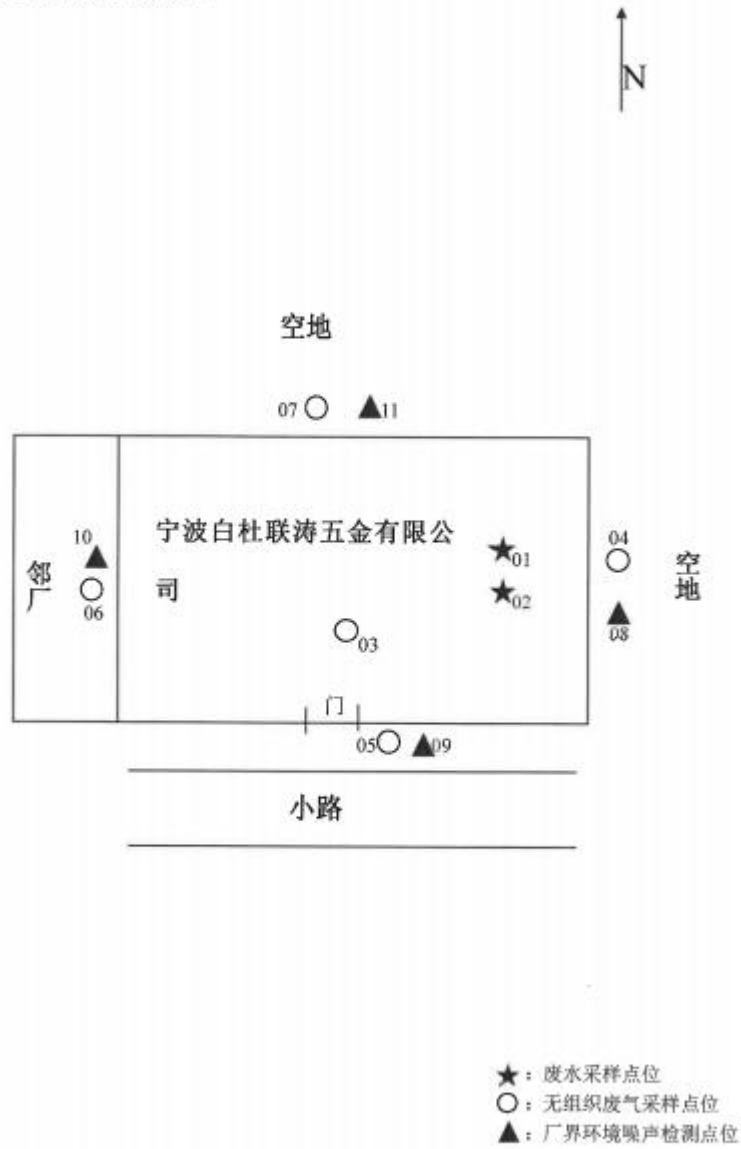 N
空地
07
11
宁波白杜联涛五金有限公
司
01
02
03
10
06
邻厂
04
08
空地
门
05
09
小路
★：废水采样点位
○：无组织废气采样点位
▲：厂界环境噪声检测点位